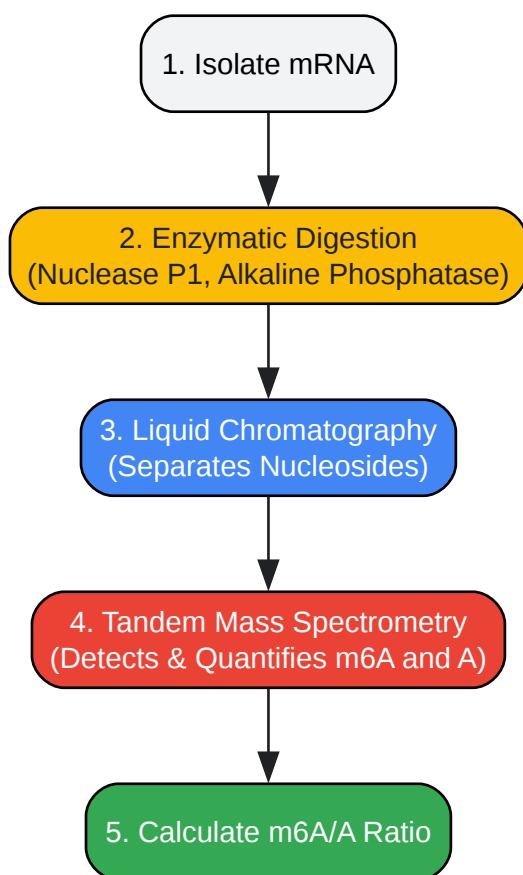 1. Isolate mRNA
2. Enzymatic Digestion
(Nuclease P1, Alkaline Phosphatase)
3. Liquid Chromatography
(Separates Nucleosides)
4. Tandem Mass Spectrometry
(Detects & Quantifies m6A and A)
5. Calculate m6A/A Ratio